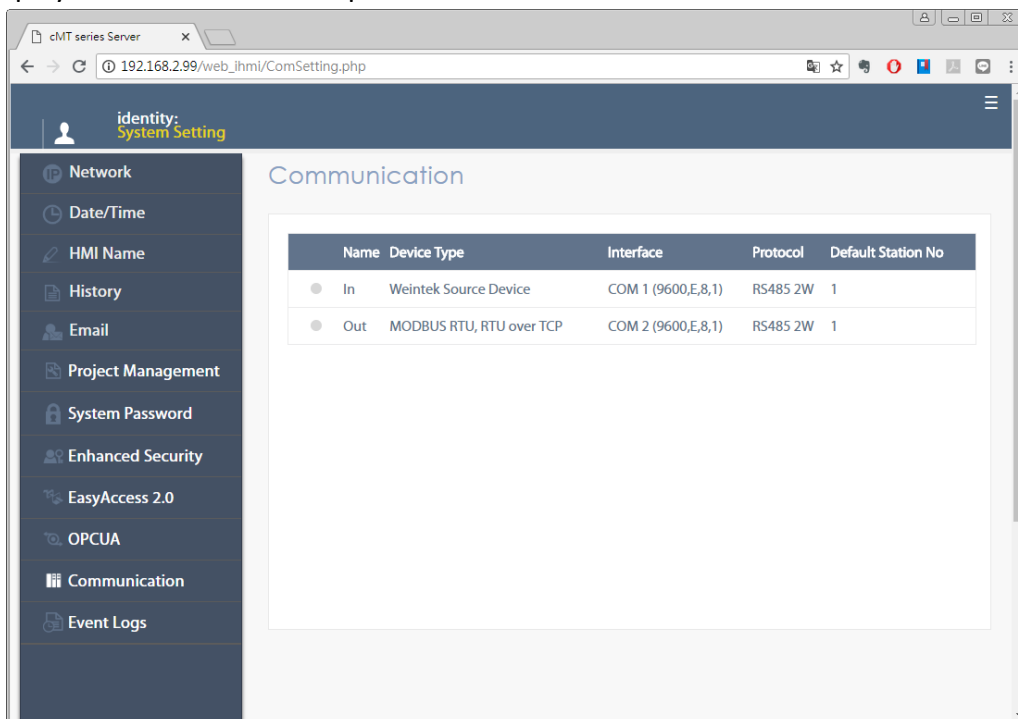 cMT series Server
192.168.2.99/web_ihmi/ComSetting.php
identity:
System Setting
Network
Date/Time
HMI Name
History
Email
Project Management
System Password
Enhanced Security
EasyAccess 2.0
OPCUA
Communication
Event Logs
Communication
Name Device Type Interface Protocol Default Station No
In Weintek Source Device COM 1 (9600,E,8,1) RS485 2W 1
Out MODBUS RTU, RTU over TCP COM 2 (9600,E,8,1) RS485 2W 1